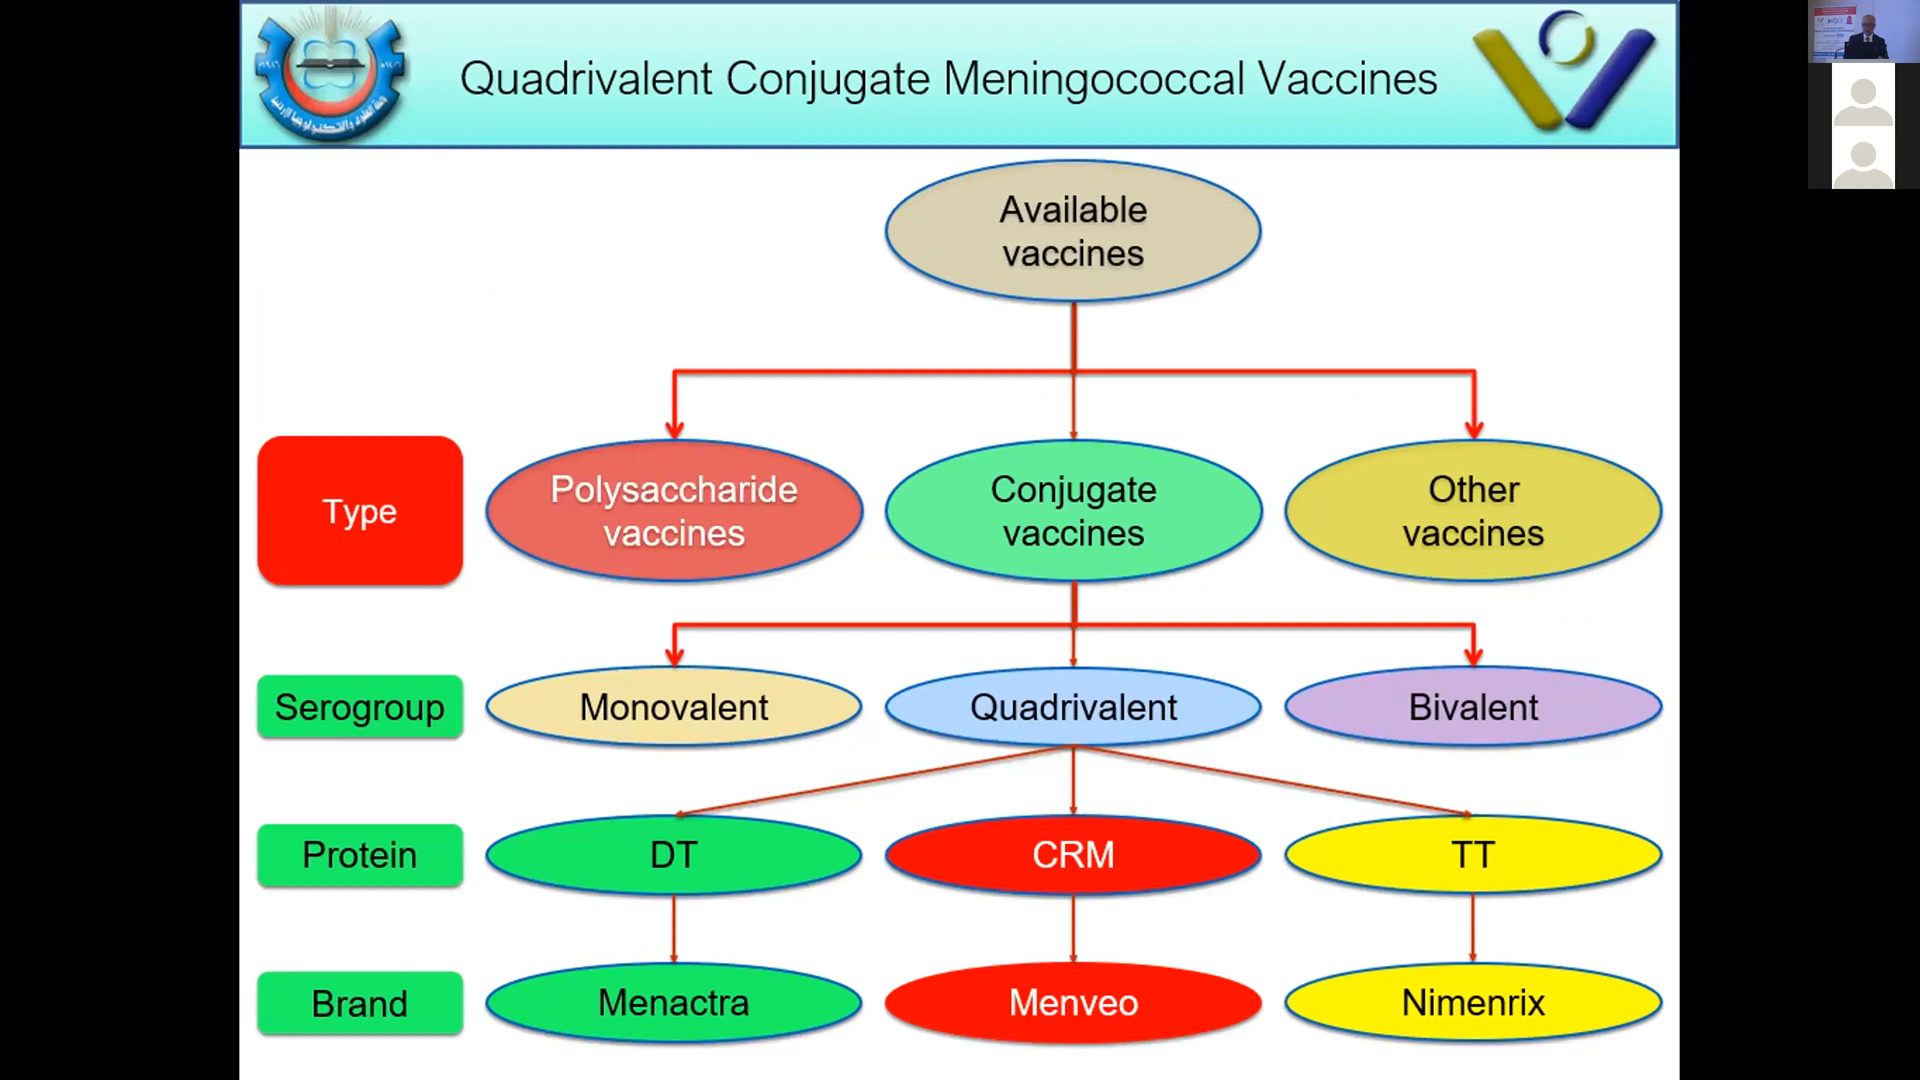 Quadrivalent Conjugate Meningococcal Vaccines
Available
vaccines
Type
Polysaccharide
vaccines
Conjugate
vaccines
Other
vaccines
Serogroup
Monovalent
Quadrivalent
Bivalent
Protein
DT
CRM
TT
Brand
Menactra
Menveo
Nimenrix